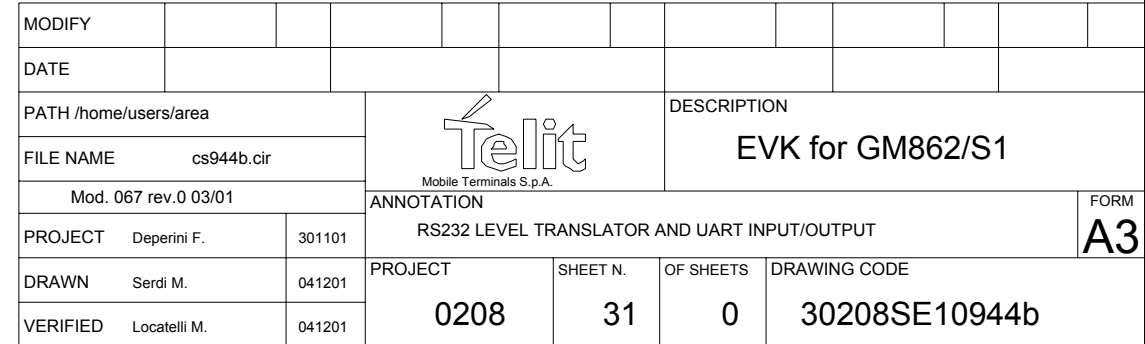 MODIFY
DATE
PATH /home/users/area
FILE NAME cs944b.cir
Mod. 067 rev.0 03/01
PROJECT Deperini F. 301101
DRAWN Serdi M. 041201
VERIFIED Locatelli M. 041201
Telit
Mobile Terminals S.p.A.
DESCRIPTION
EVK for GM862/S1
ANNOTATION
RS232 LEVEL TRANSLATOR AND UART INPUT/OUTPUT
FORM
A3
PROJECT
0208
SHEET N.
31
OF SHEETS
0
DRAWING CODE
30208SE10944b